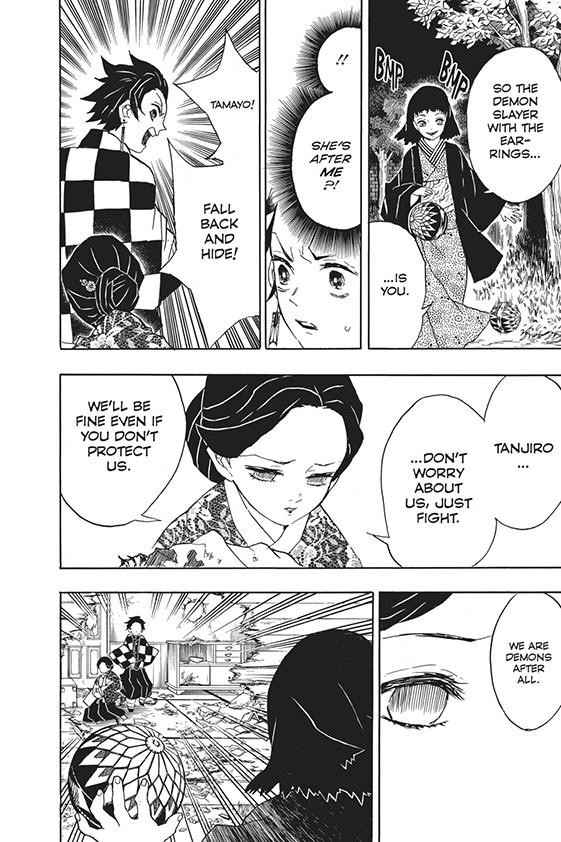 SO THE
DEMON
SLAYER
WITH THE
EAR-
RINGS...
BMP
BMP
...IS
YOU.
!!
SHE'S
AFTER
ME
?!
TAMAYO!
FALL
BACK
AND
HIDE!
TANJIRO
...
...DON'T
WORRY
ABOUT
US, JUST
FIGHT.
WE'LL BE
FINE EVEN IF
YOU DON'T
PROTECT
US.
WE ARE
DEMONS
AFTER
ALL.